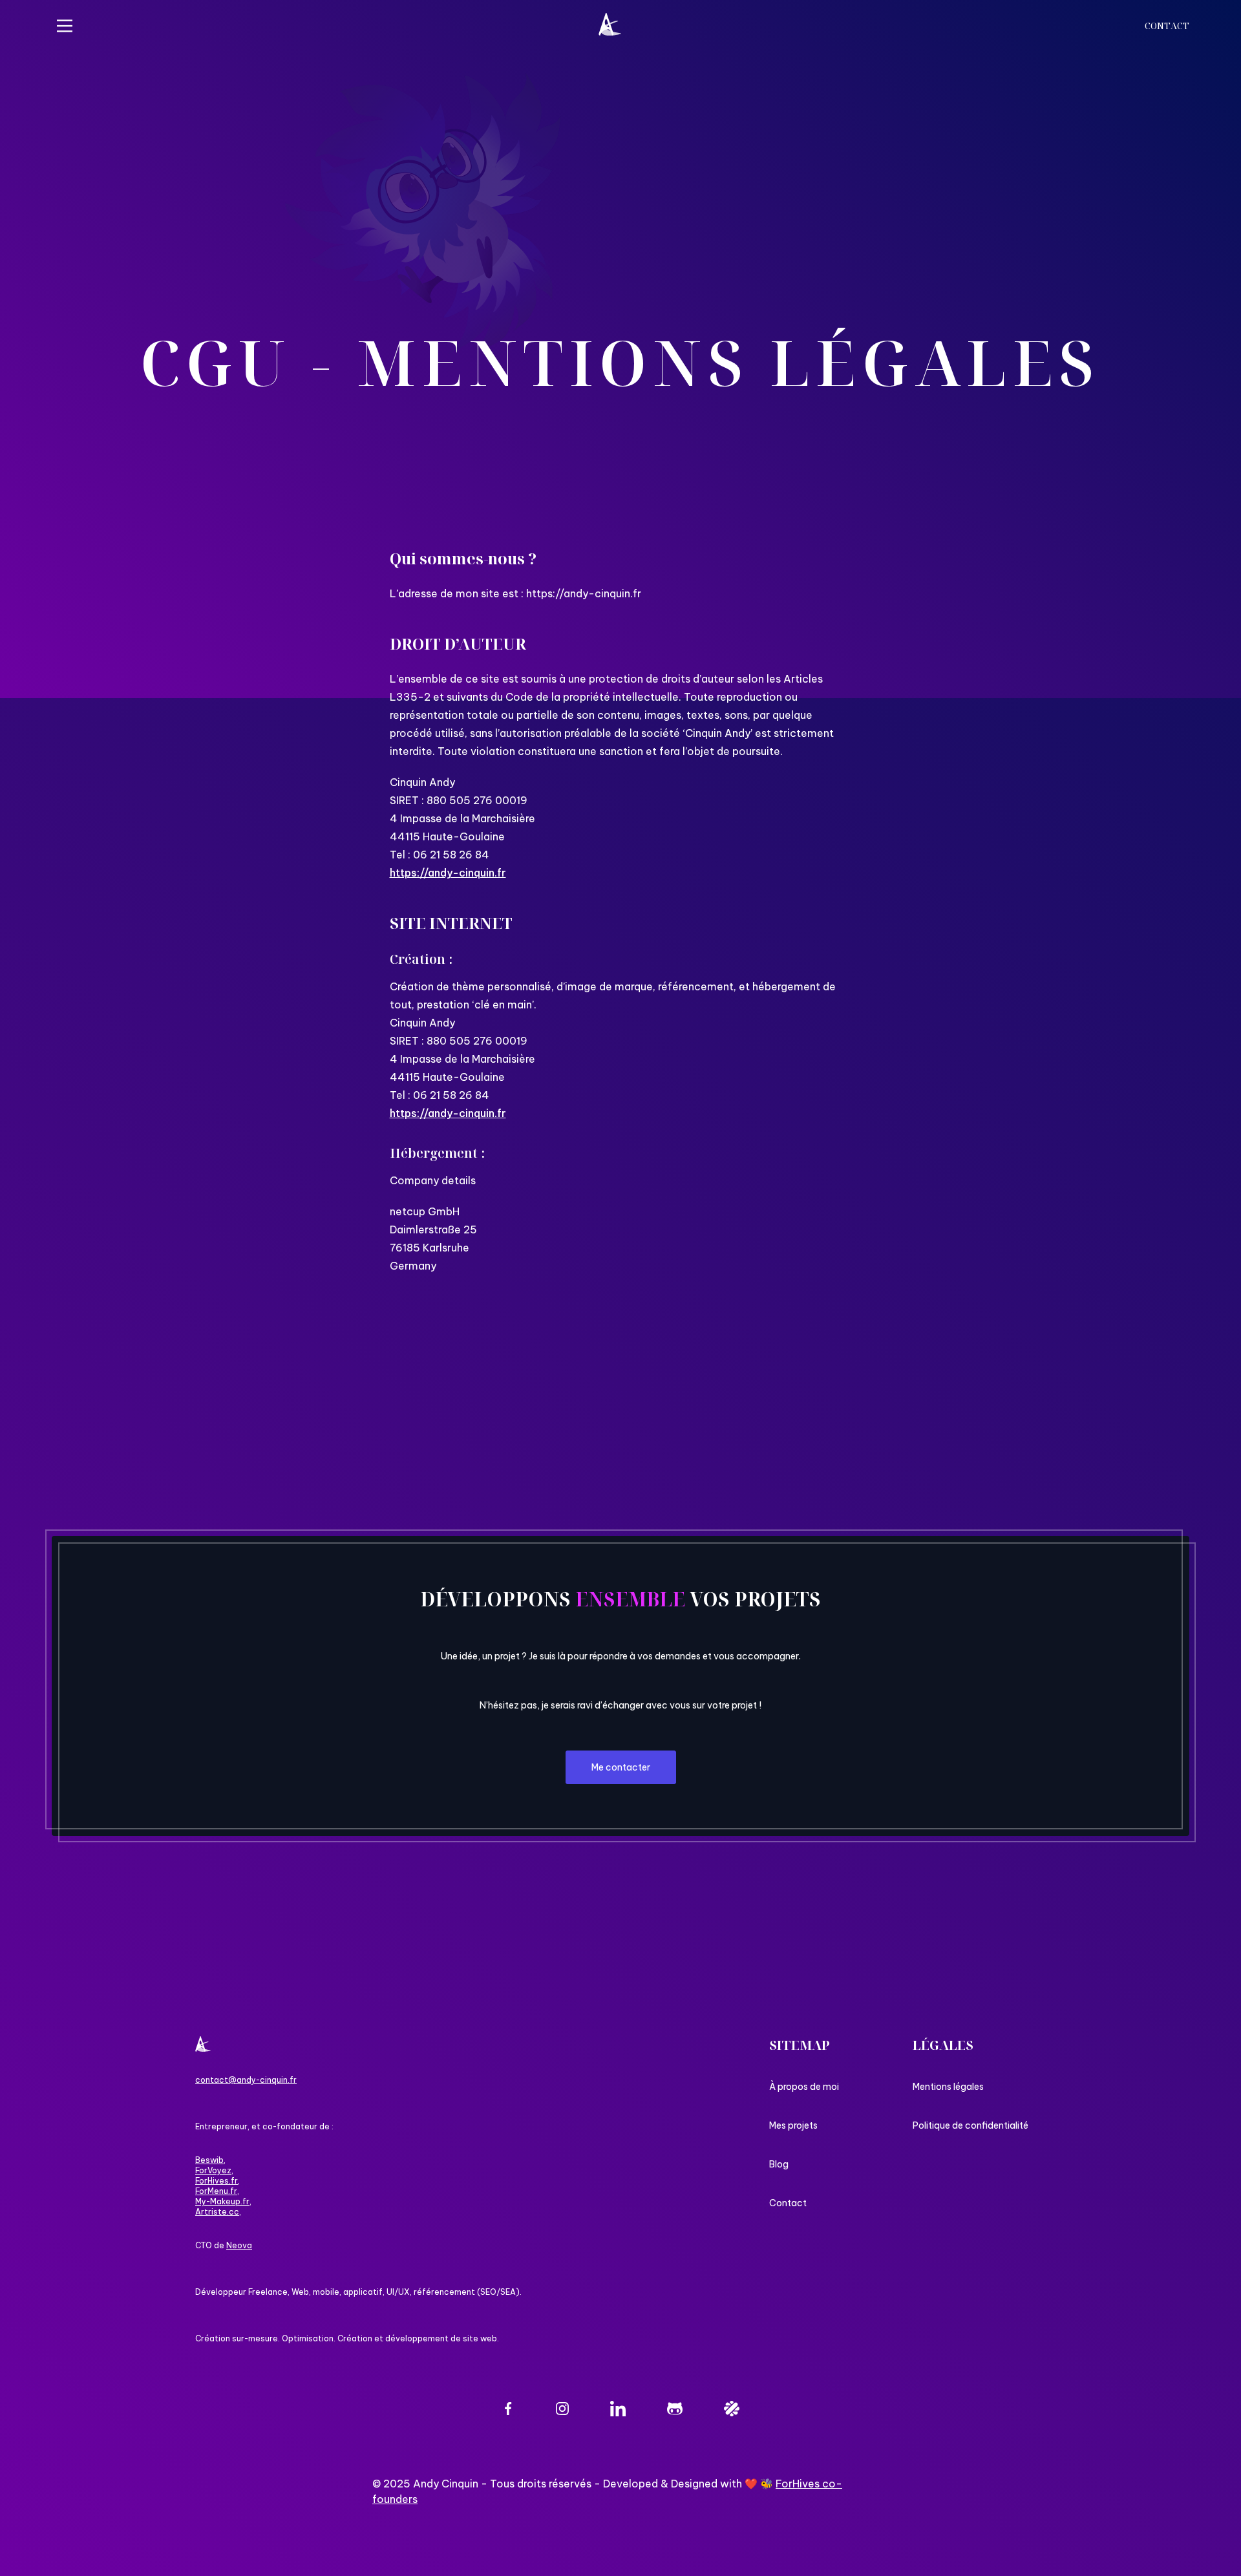 CONTACT
CGU - MENTIONS LÉGALES
Qui sommes-nous ?
L’adresse de mon site est : https://andy-cinquin.fr
DROIT D’AUTEUR
L’ensemble de ce site est soumis à une protection de droits d’auteur selon les Articles
L335-2 et suivants du Code de la propriété intellectuelle. Toute reproduction ou
représentation totale ou partielle de son contenu, images, textes, sons, par quelque
procédé utilisé, sans l’autorisation préalable de la société ‘Cinquin Andy’ est strictement
interdite. Toute violation constituera une sanction et fera l’objet de poursuite.
Cinquin Andy
SIRET : 880 505 276 00019
4 Impasse de la Marchaisière
44115 Haute-Goulaine
Tel : 06 21 58 26 84
https://andy-cinquin.fr
SITE INTERNET
Création :
Création de thème personnalisé, d’image de marque, référencement, et hébergement de
tout, prestation ‘clé en main’.
Cinquin Andy
SIRET : 880 505 276 00019
4 Impasse de la Marchaisière
44115 Haute-Goulaine
Tel : 06 21 58 26 84
https://andy-cinquin.fr
Hébergement :
Company details
netcup GmbH
Daimlerstraße 25
76185 Karlsruhe
Germany
DÉVELOPPONS ENSEMBLE VOS PROJETS
Une idée, un projet ? Je suis là pour répondre à vos demandes et vous accompagner.
N'hésitez pas, je serais ravi d'échanger avec vous sur votre projet !
Me contacter
contact@andy-cinquin.fr
Entrepreneur, et co-fondateur de :
Beswib,
ForVoyez,
ForHives.fr,
ForMenu.fr,
My-Makeup.fr,
Artriste.cc,
CTO de Neova
Développeur Freelance, Web, mobile, applicatif, UI/UX, référencement (SEO/SEA).
Création sur-mesure. Optimisation. Création et développement de site web.
SITEMAP
À propos de moi
Mes projets
Blog
Contact
LÉGALES
Mentions légales
Politique de confidentialité
© 2025 Andy Cinquin - Tous droits réservés - Developed & Designed with ❤️ 🐝 ForHives co-
founders